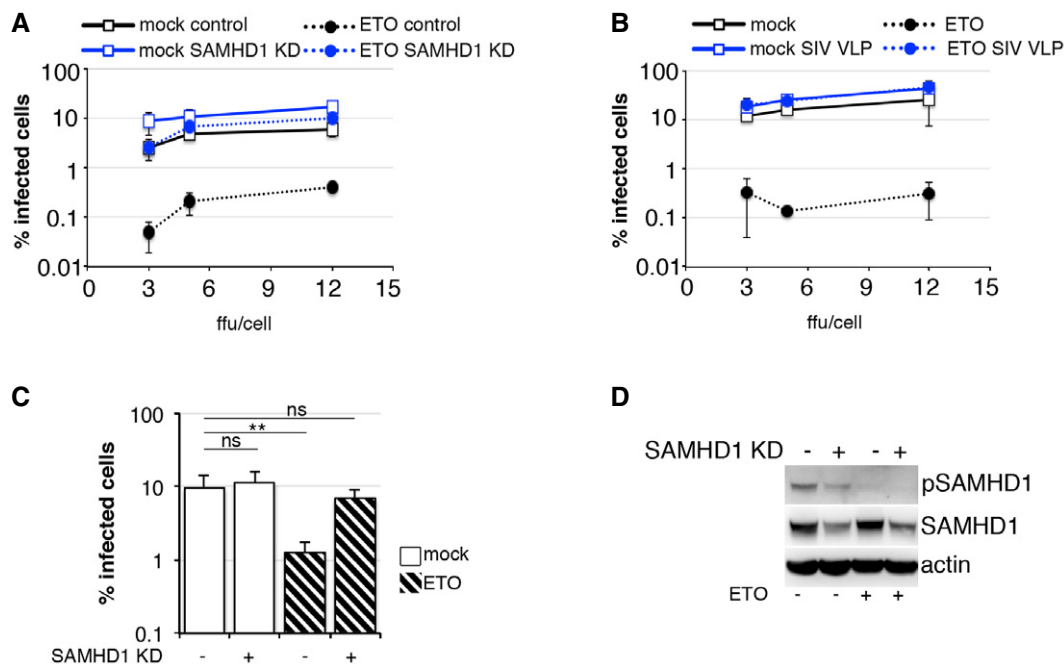 A
mock control
ETO control
mock SAMHD1 KD
ETO SAMHD1 KD
% infected cells
100
10
1
0.1
0.01
0 3 6 9 12 15
ffu/cell
B
mock
ETO
mock SIV VLP
ETO SIV VLP
% infected cells
100
10
1
0.1
0.01
0 3 6 9 12 15
ffu/cell
C
% infected cells
100
10
1
0.1
ns
**
ns
mock
ETO
SAMHD1 KD - + - +
D
SAMHD1 KD - + - +
pSAMHD1
SAMHD1
actin
ETO - - + +